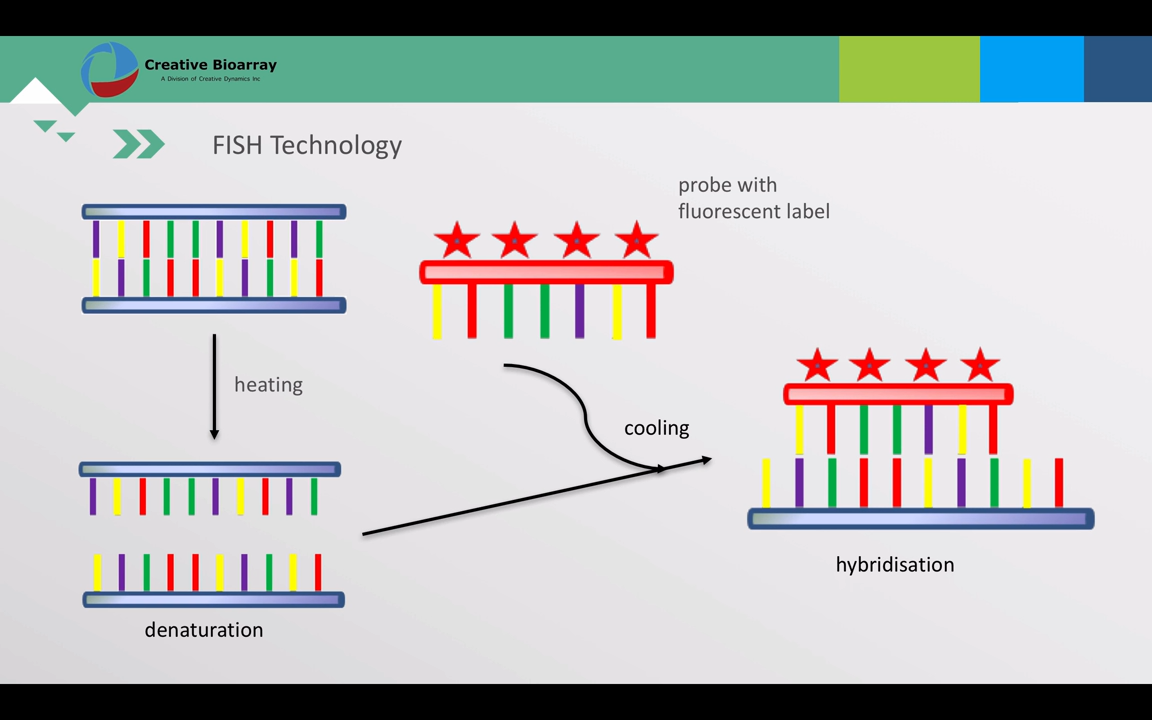 Creative Bioarray
A Division of Creative Dynamics Inc
FISH Technology
probe with
fluorescent label
heating
cooling
hybridisation
denaturation